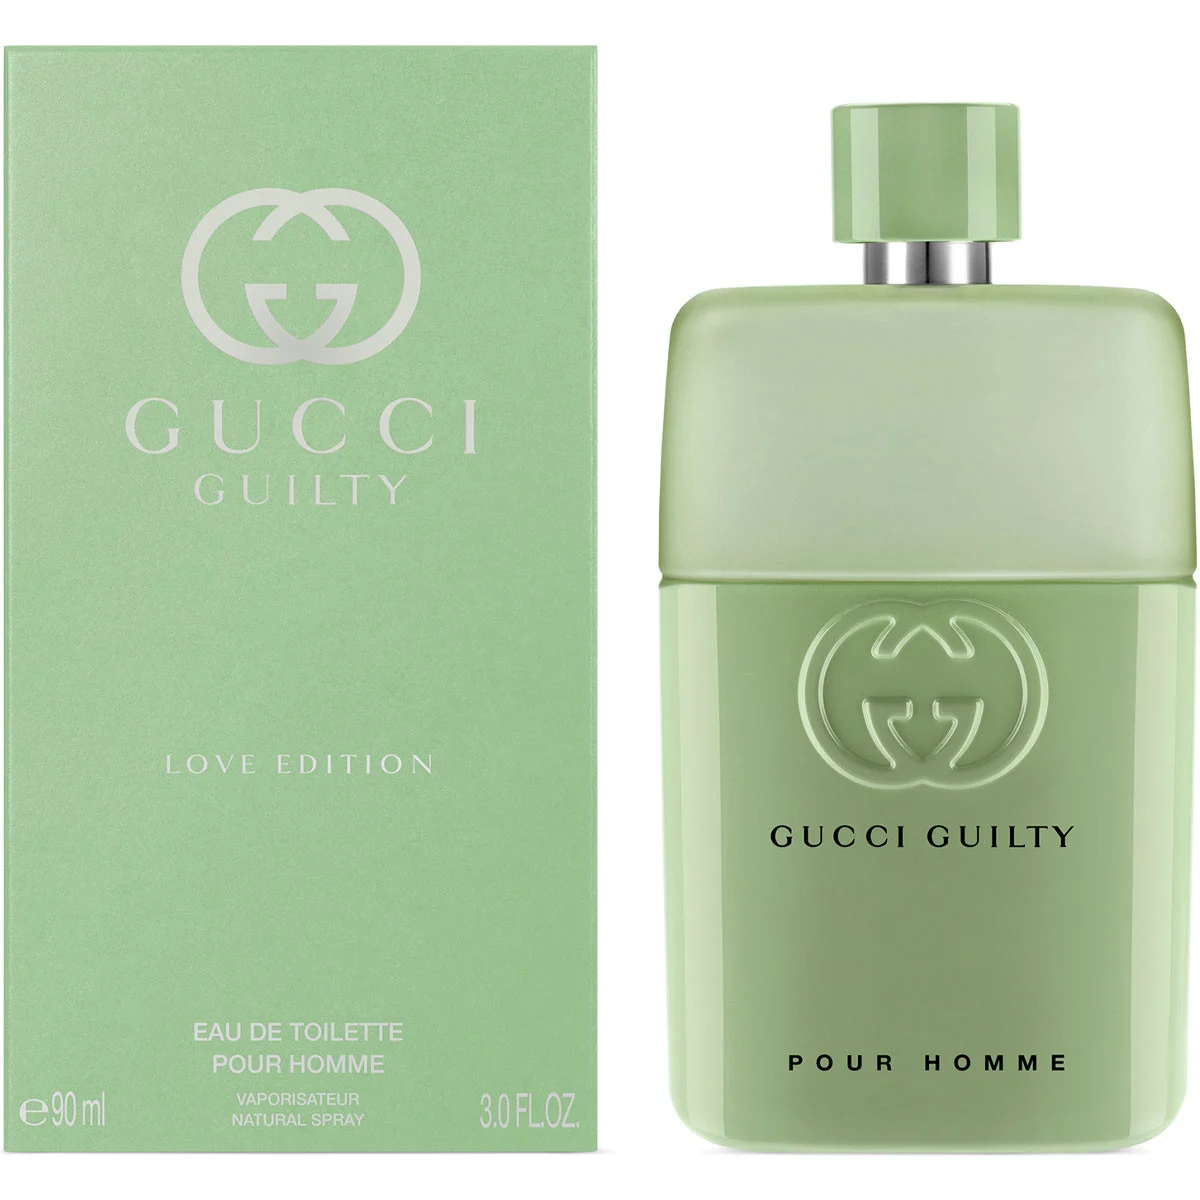 GUCCI
GUILTY
LOVE EDITION
EAU DE TOILETTE
POUR HOMME
VAPORISATEUR
NATURAL SPRAY
℮90 ml
3.0 FL.OZ.
GUCCI GUILTY
POUR HOMME